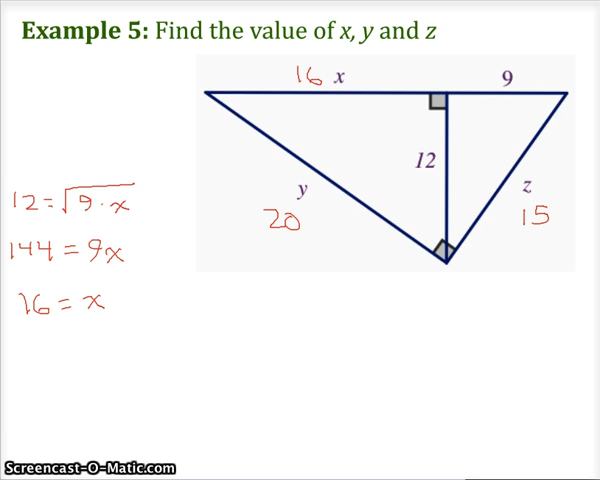 Example 5: Find the value of x, y and z
16 x
9
12
y
z
20
15
12 = √9 · x
144 = 9x
16 = x
Screencast-O-Matic.com